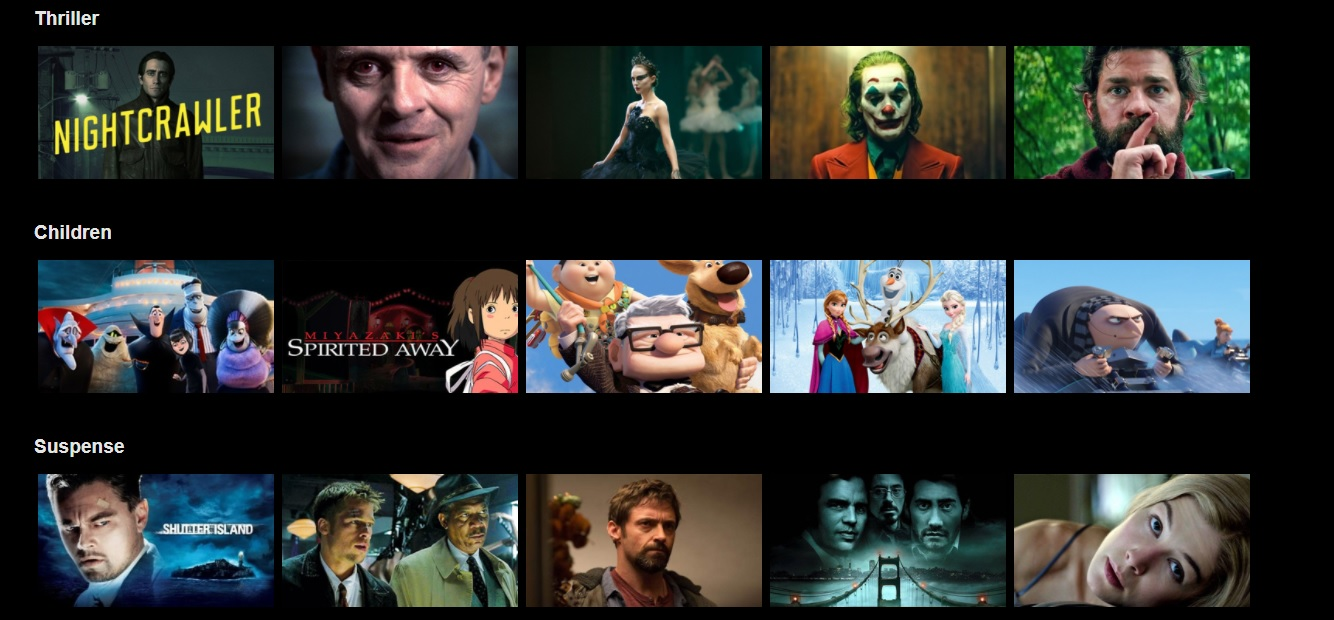 Thriller
NIGHTCRAWLER
Children
MIYAZAKI'S
SPIRITED AWAY
Suspense
SHUTTER ISLAND